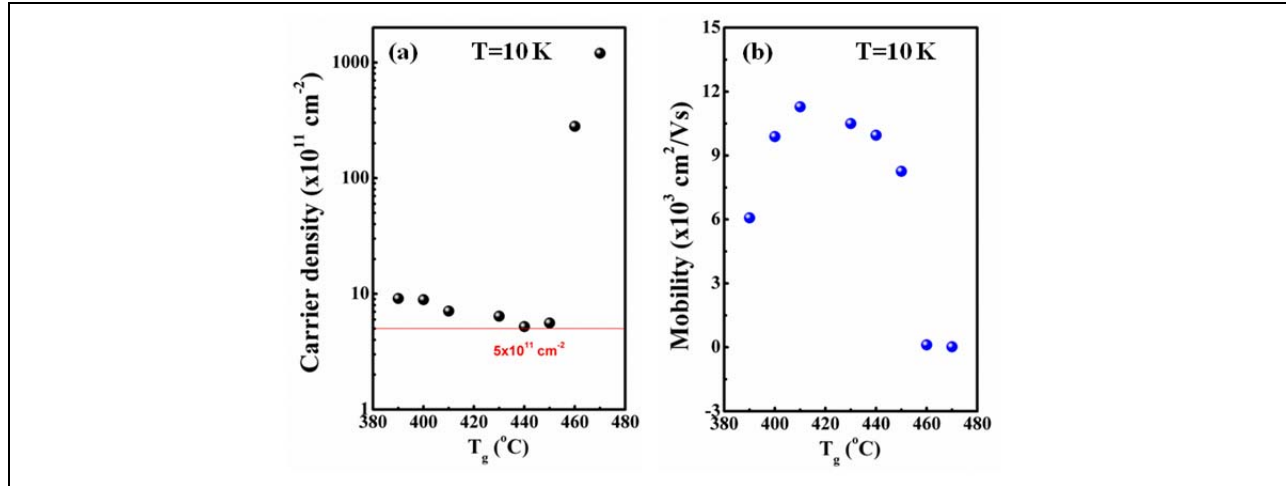 (a) T=10 K
Carrier density (x10¹¹ cm⁻²)
1000
100
10
1
5x10¹¹ cm⁻²
380 400 420 440 460 480
T_g (°C)
(b) T=10 K
Mobility (x10³ cm²/Vs)
15
12
9
6
3
0
-3
380 400 420 440 460 480
T_g (°C)